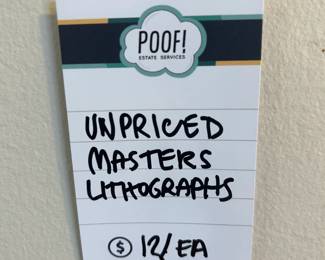 POOF!
ESTATE SERVICES
UNPRICED
MASTERS
LITHOGRAPHS
$ 12/EA